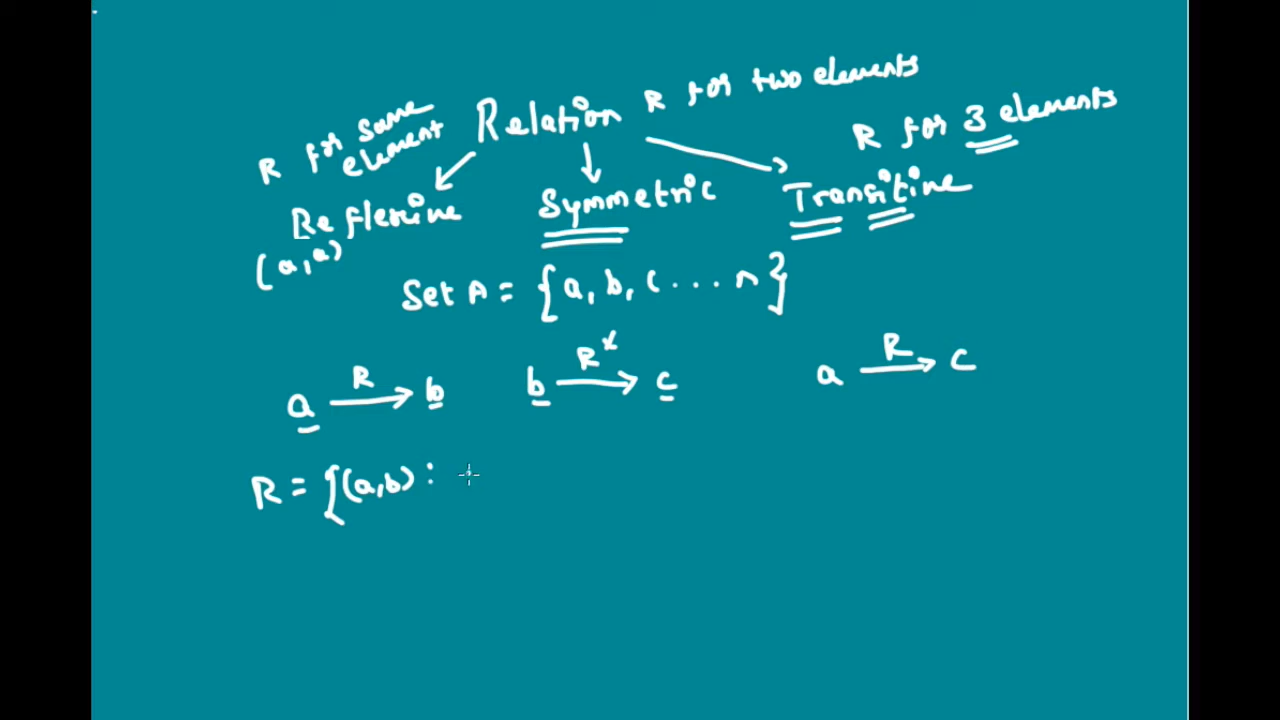 Relation R for two elements
R for same element
R for 3 elements
Reflexive Symmetric Transitive
(a,a)
Set A = {a, b, c ... n}
a R→ b b R*→ c a R→ c
R = {(a,b) :